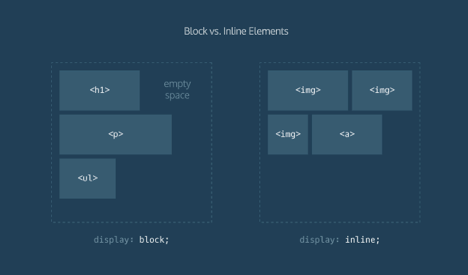 Block vs. Inline Elements
<h1>
empty
space
<p>
<ul>
display: block;
<img>
<img>
<img>
<a>
display: inline;